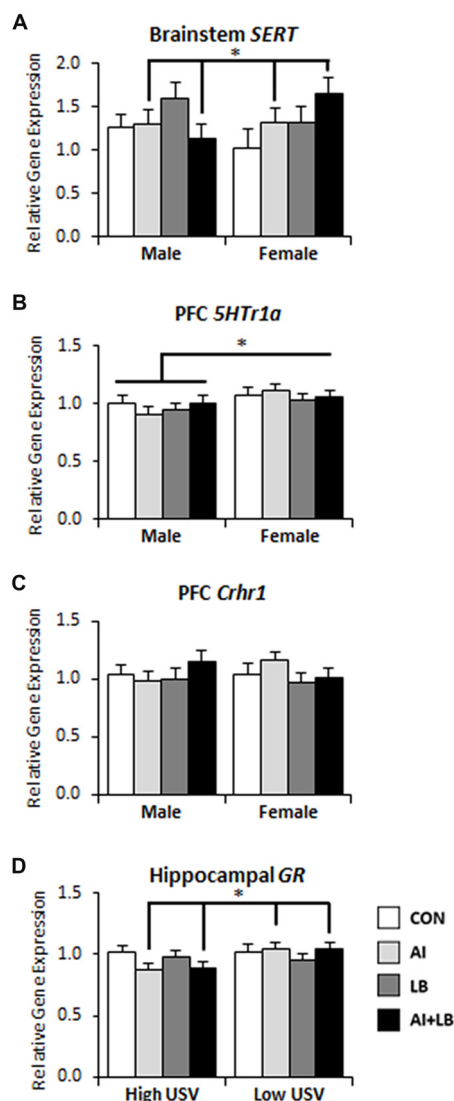 A
Brainstem SERT
*
Relative Gene Expression
2.0
1.5
1.0
0.5
0.0
Male Female
B
PFC 5HTr1a
*
Relative Gene Expression
1.5
1.0
0.5
0.0
Male Female
C
PFC Crhr1
Relative Gene Expression
1.5
1.0
0.5
0.0
Male Female
D
Hippocampal GR
*
Relative Gene Expression
1.5
1.0
0.5
0.0
High USV Low USV
CON
AI
LB
AI+LB